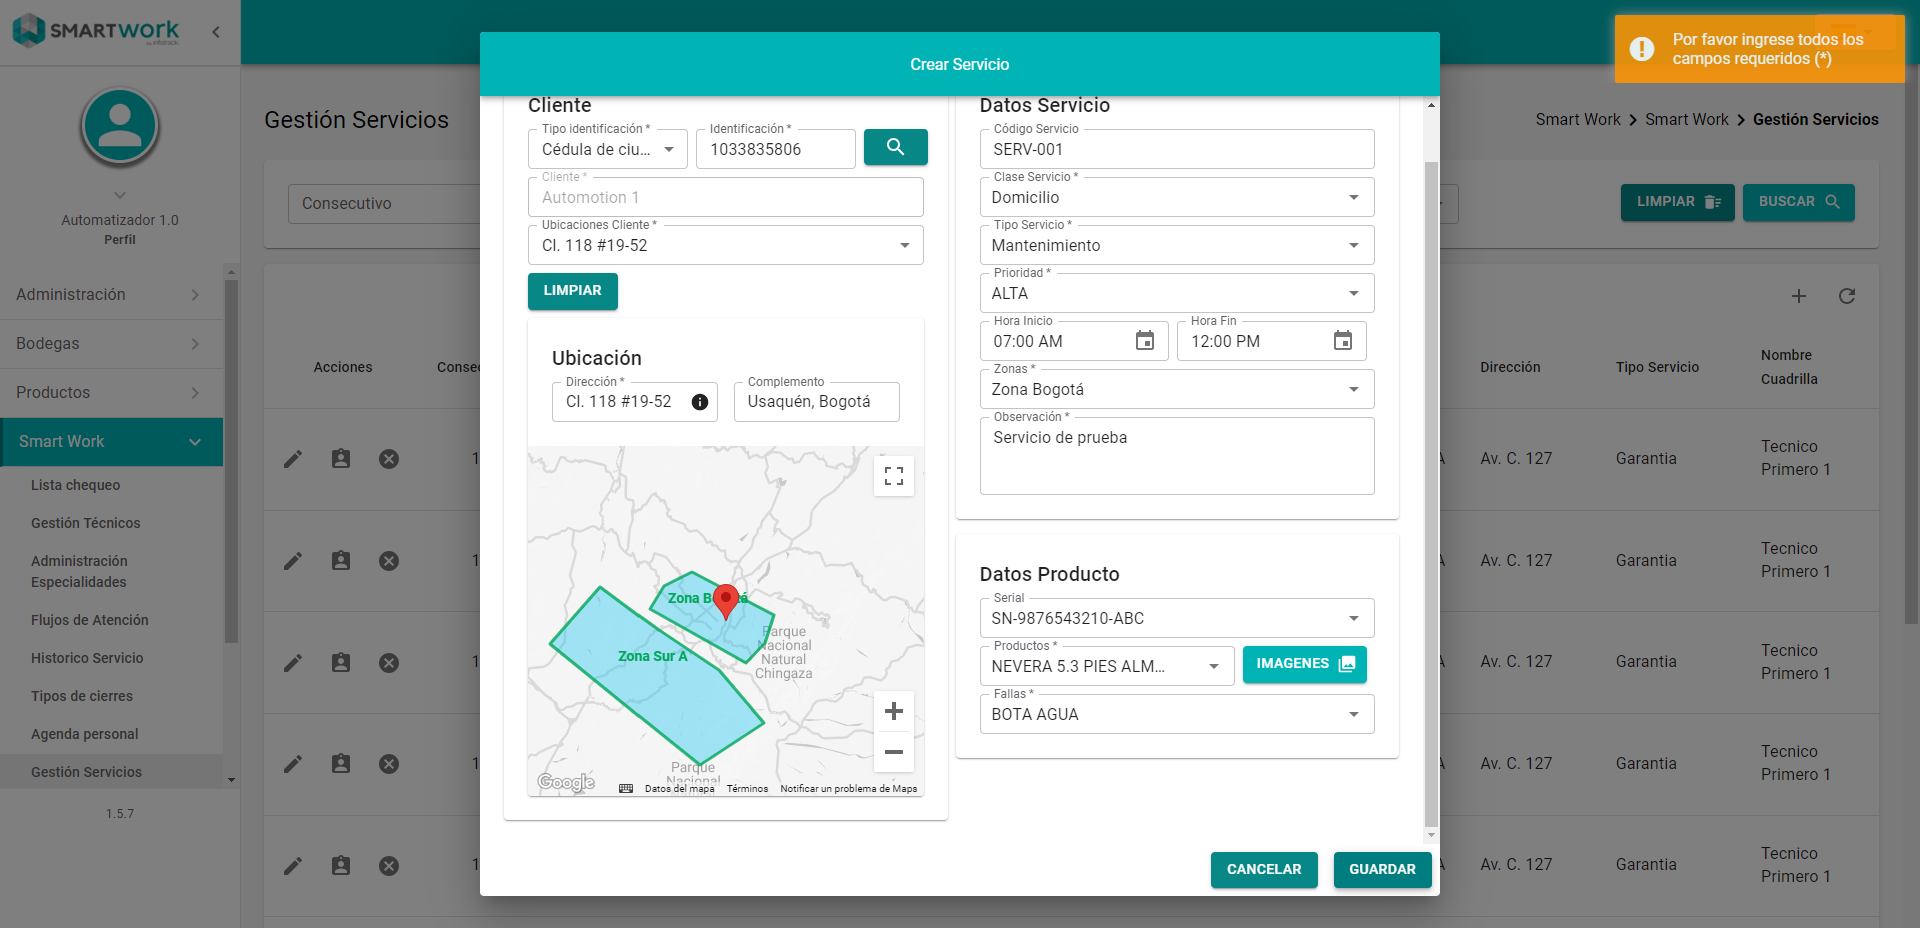 SMARTWORK
by infotrack
Automatizador 1.0
Perfil
Administración
Bodegas
Productos
Smart Work
Lista chequeo
Gestión Técnicos
Administración
Especialidades
Flujos de Atención
Historico Servicio
Tipos de cierres
Agenda personal
Gestión Servicios
1.5.7
Gestión Servicios
Smart Work
Smart Work
Gestión Servicios
Consecutivo
LIMPIAR
BUSCAR
Acciones
Dirección
Tipo Servicio
Nombre
Cuadrilla
Av. C. 127
Garantia
Tecnico
Primero 1
Av. C. 127
Garantia
Tecnico
Primero 1
Av. C. 127
Garantia
Tecnico
Primero 1
Av. C. 127
Garantia
Tecnico
Primero 1
Av. C. 127
Garantia
Tecnico
Primero 1
Por favor ingrese todos los
campos requeridos (*)
Crear Servicio
Cliente
Tipo identificación *
Cédula de ciu...
Identificación *
1033835806
Cliente *
Automotion 1
Ubicaciones Cliente *
Cl. 118 #19-52
LIMPIAR
Ubicación
Dirección *
Cl. 118 #19-52
Complemento
Usaquén, Bogotá
Zona Sur A
Parque
Nacional
Natural
Chingaza
Parque
Nacional
Google
Datos del mapa
Términos
Notificar un problema de Maps
Datos Servicio
Código Servicio
SERV-001
Clase Servicio *
Domicilio
Tipo Servicio *
Mantenimiento
Prioridad *
ALTA
Hora Inicio
07:00 AM
Hora Fin
12:00 PM
Zonas *
Zona Bogotá
Observación *
Servicio de prueba
Datos Producto
Serial
SN-9876543210-ABC
Productos *
NEVERA 5.3 PIES ALM...
IMAGENES
Fallas *
BOTA AGUA
CANCELAR
GUARDAR